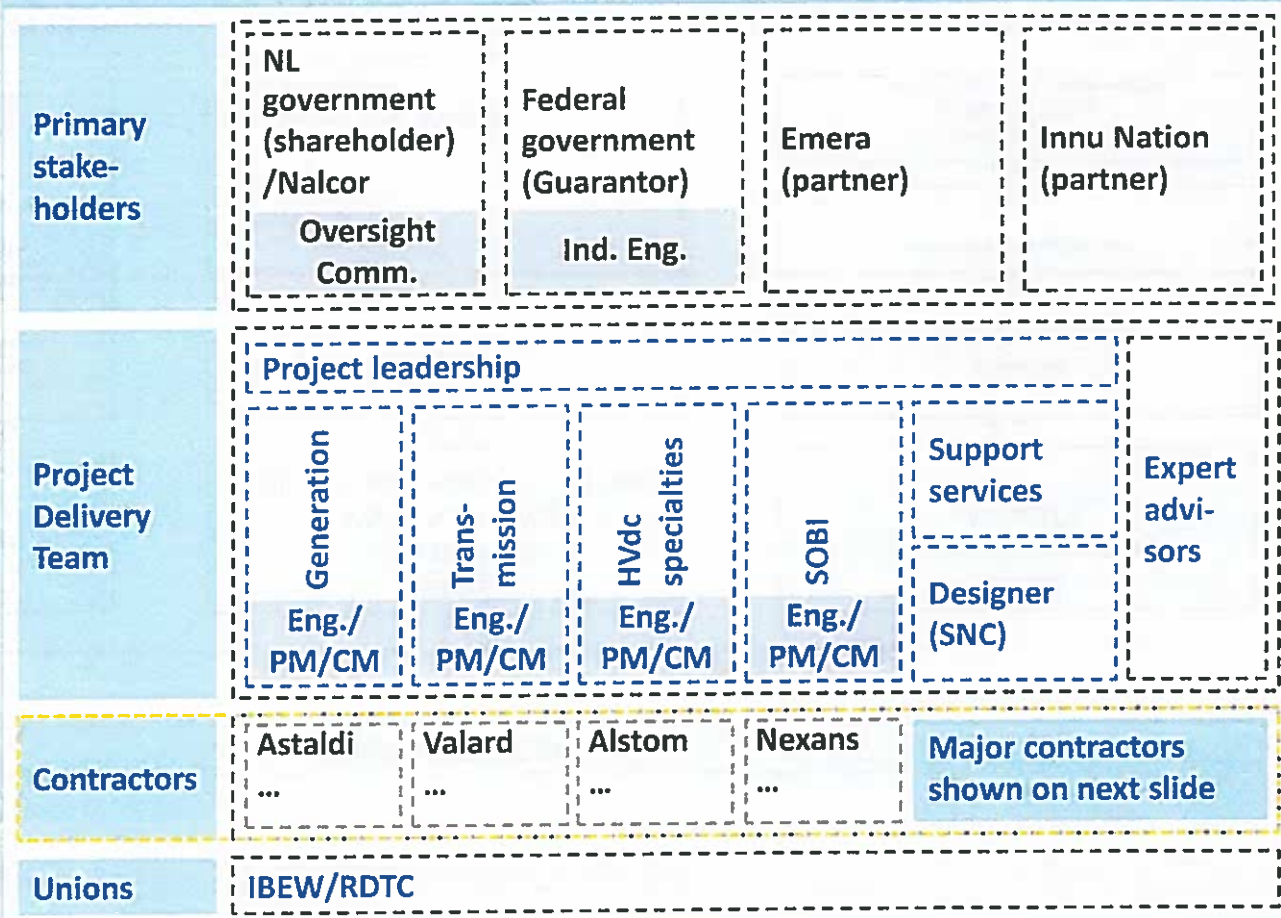 Primary
stake-
holders
NL
government
(shareholder)
/Nalcor
Oversight
Comm.
Federal
government
(Guarantor)
Ind. Eng.
Emera
(partner)
Innu Nation
(partner)
Project
Delivery
Team
Project leadership
Generation
Eng./
PM/CM
Trans-
mission
Eng./
PM/CM
HVdc
specialties
Eng./
PM/CM
SOBI
Eng./
PM/CM
Support
services
Designer
(SNC)
Expert
advi-
sors
Contractors
Astaldi
...
Valard
...
Alstom
...
Nexans
...
Major contractors
shown on next slide
Unions
IBEW/RDTC